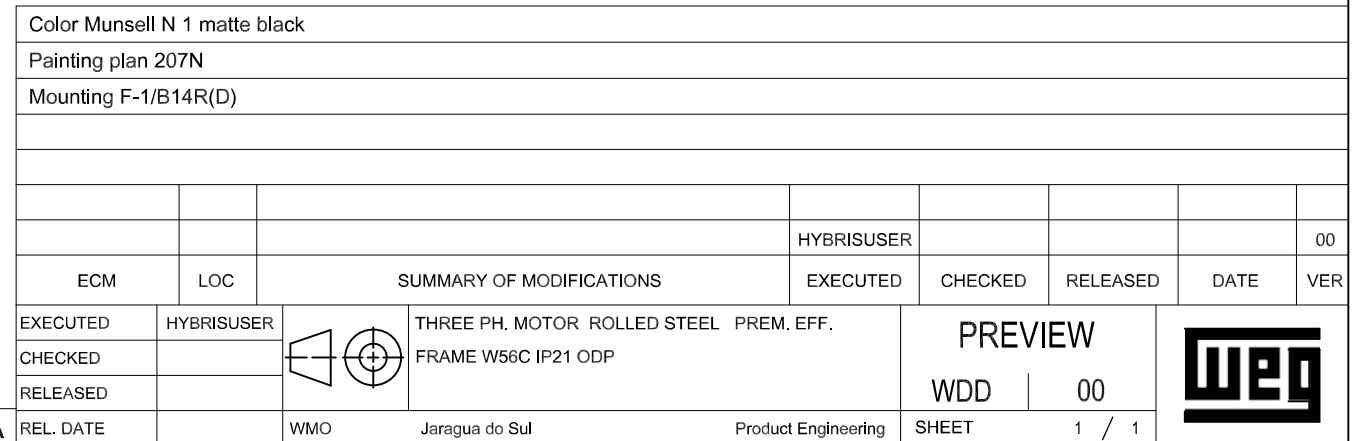 Color Munsell N 1 matte black
Painting plan 207N
Mounting F-1/B14R(D)
HYBRISUSER 00
ECM LOC SUMMARY OF MODIFICATIONS EXECUTED CHECKED RELEASED DATE VER
EXECUTED HYBRISUSER THREE PH. MOTOR ROLLED STEEL PREM. EFF. PREVIEW
CHECKED FRAME W56C IP21 ODP
RELEASED WDD 00
A REL. DATE WMO Jaragua do Sul Product Engineering SHEET 1 / 1
weg